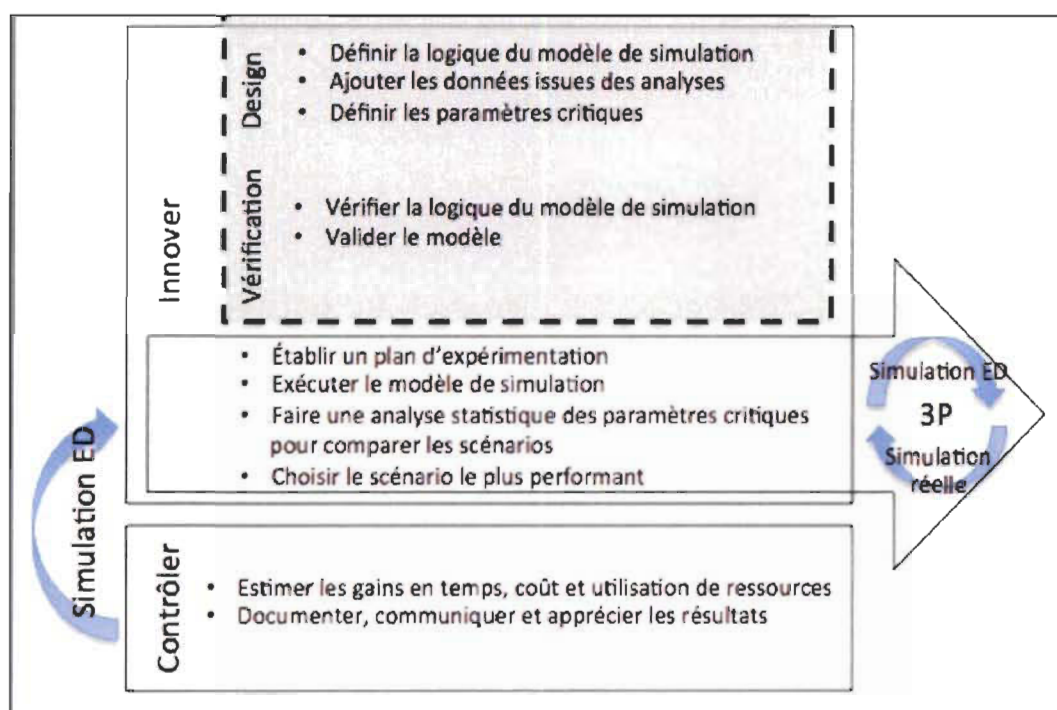 Innover
Design
• Définir la logique du modèle de simulation
• Ajouter les données issues des analyses
• Définir les paramètres critiques
Vérification
• Vérifier la logique du modèle de simulation
• Valider le modèle
• Établir un plan d'expérimentation
• Exécuter le modèle de simulation
• Faire une analyse statistique des paramètres critiques
pour comparer les scénarios
• Choisir le scénario le plus performant
Simulation ED
3P
Simulation
réelle
Simulation ED
Contrôler
• Estimer les gains en temps, coût et utilisation de ressources
• Documenter, communiquer et apprécier les résultats